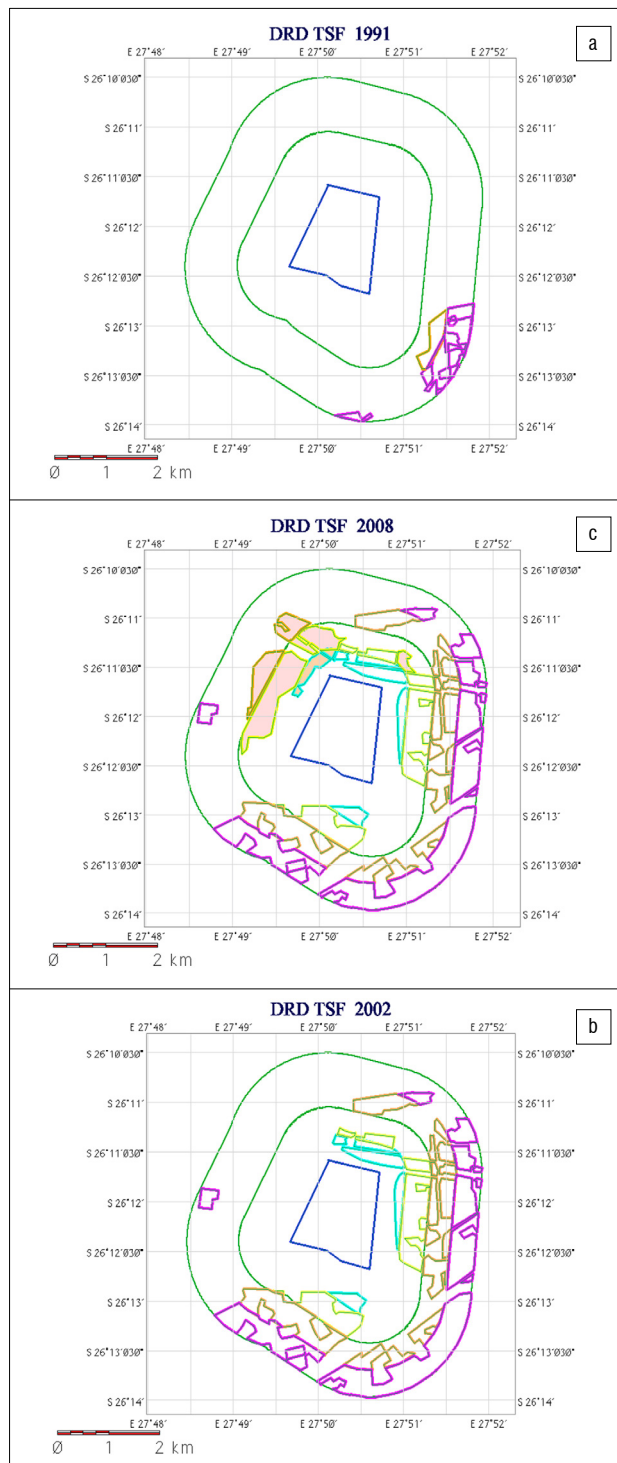 DRD TSF 1991
a
E 27°48′ E 27°49′ E 27°50′ E 27°51′ E 27°52′
S 26°10′030" S 26°10′030"
S 26°11′ S 26°11′
S 26°11′030" S 26°11′030"
S 26°12′ S 26°12′
S 26°12′030" S 26°12′030"
S 26°13′ S 26°13′
S 26°13′030" S 26°13′030"
S 26°14′ S 26°14′
E 27°48′ E 27°49′ E 27°50′ E 27°51′ E 27°52′
Ø 1 2 km
DRD TSF 2008
c
E 27°48′ E 27°49′ E 27°50′ E 27°51′ E 27°52′
S 26°10′030" S 26°10′030"
S 26°11′ S 26°11′
S 26°11′030" S 26°11′030"
S 26°12′ S 26°12′
S 26°12′030" S 26°12′030"
S 26°13′ S 26°13′
S 26°13′030" S 26°13′030"
S 26°14′ S 26°14′
E 27°48′ E 27°49′ E 27°50′ E 27°51′ E 27°52′
Ø 1 2 km
DRD TSF 2002
b
E 27°48′ E 27°49′ E 27°50′ E 27°51′ E 27°52′
S 26°10′030" S 26°10′030"
S 26°11′ S 26°11′
S 26°11′030" S 26°11′030"
S 26°12′ S 26°12′
S 26°12′030" S 26°12′030"
S 26°13′ S 26°13′
S 26°13′030" S 26°13′030"
S 26°14′ S 26°14′
E 27°48′ E 27°49′ E 27°50′ E 27°51′ E 27°52′
Ø 1 2 km